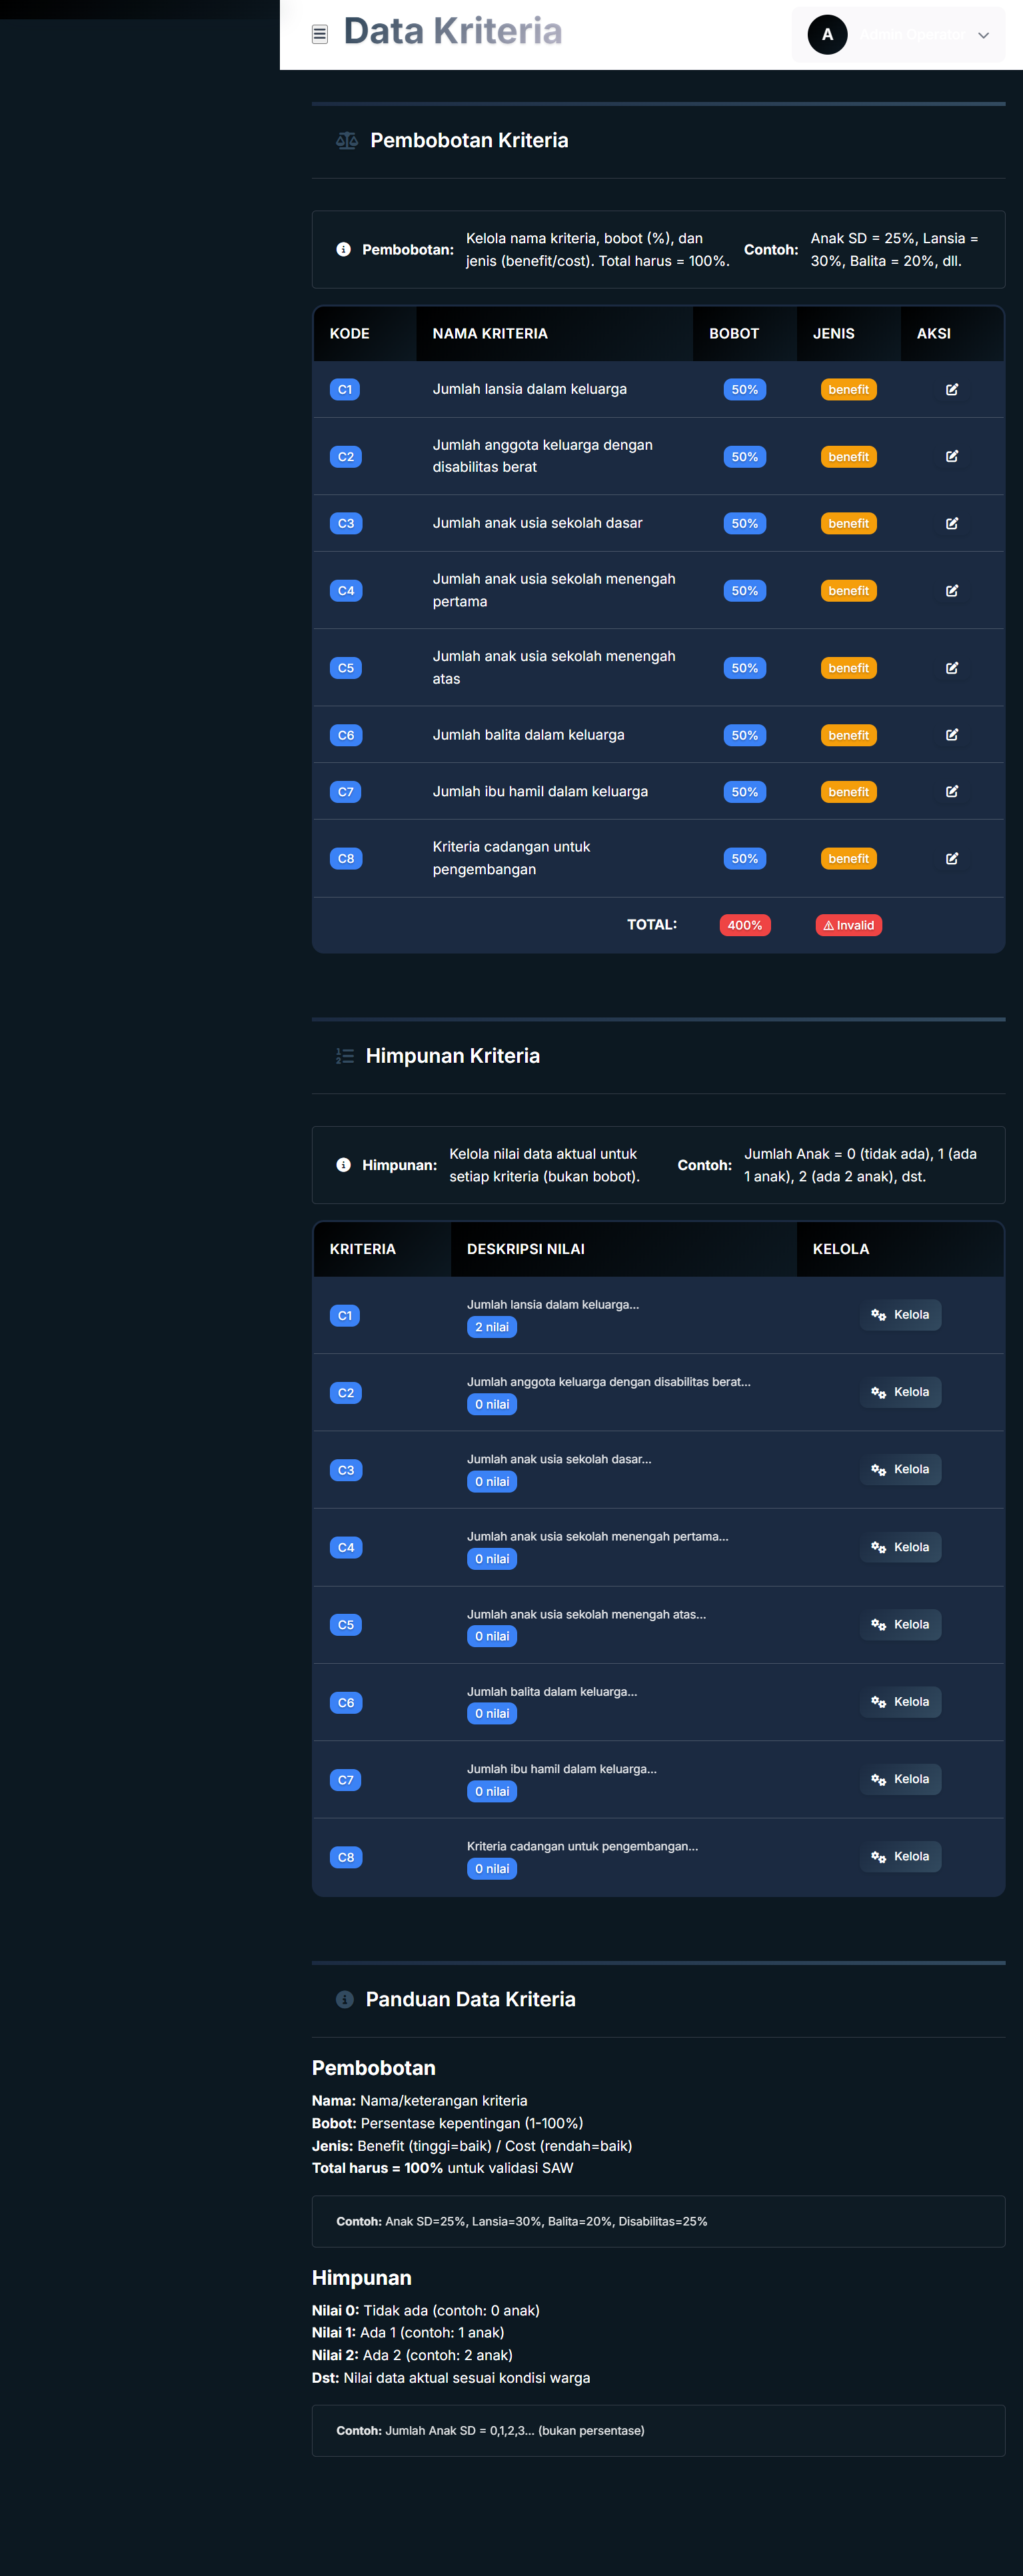 Data Kriteria
A
Pembobotan Kriteria
Pembobotan:
Kelola nama kriteria, bobot (%), dan
jenis (benefit/cost). Total harus = 100%.
Contoh:
Anak SD = 25%, Lansia =
30%, Balita = 20%, dll.
KODE NAMA KRITERIA BOBOT JENIS AKSI
C1 Jumlah lansia dalam keluarga 50% benefit
C2 Jumlah anggota keluarga dengan
disabilitas berat 50% benefit
C3 Jumlah anak usia sekolah dasar 50% benefit
C4 Jumlah anak usia sekolah menengah
pertama 50% benefit
C5 Jumlah anak usia sekolah menengah
atas 50% benefit
C6 Jumlah balita dalam keluarga 50% benefit
C7 Jumlah ibu hamil dalam keluarga 50% benefit
C8 Kriteria cadangan untuk
pengembangan 50% benefit
TOTAL: 400% Invalid
Himpunan Kriteria
Himpunan:
Kelola nilai data aktual untuk
setiap kriteria (bukan bobot).
Contoh:
Jumlah Anak = 0 (tidak ada), 1 (ada
1 anak), 2 (ada 2 anak), dst.
KRITERIA DESKRIPSI NILAI KELOLA
C1 Jumlah lansia dalam keluarga...
2 nilai
Kelola
C2 Jumlah anggota keluarga dengan disabilitas berat...
0 nilai
Kelola
C3 Jumlah anak usia sekolah dasar...
0 nilai
Kelola
C4 Jumlah anak usia sekolah menengah pertama...
0 nilai
Kelola
C5 Jumlah anak usia sekolah menengah atas...
0 nilai
Kelola
C6 Jumlah balita dalam keluarga...
0 nilai
Kelola
C7 Jumlah ibu hamil dalam keluarga...
0 nilai
Kelola
C8 Kriteria cadangan untuk pengembangan...
0 nilai
Kelola
Panduan Data Kriteria
Pembobotan
Nama: Nama/keterangan kriteria
Bobot: Persentase kepentingan (1-100%)
Jenis: Benefit (tinggi=baik) / Cost (rendah=baik)
Total harus = 100% untuk validasi SAW
Contoh: Anak SD=25%, Lansia=30%, Balita=20%, Disabilitas=25%
Himpunan
Nilai 0: Tidak ada (contoh: 0 anak)
Nilai 1: Ada 1 (contoh: 1 anak)
Nilai 2: Ada 2 (contoh: 2 anak)
Dst: Nilai data aktual sesuai kondisi warga
Contoh: Jumlah Anak SD = 0,1,2,3... (bukan persentase)